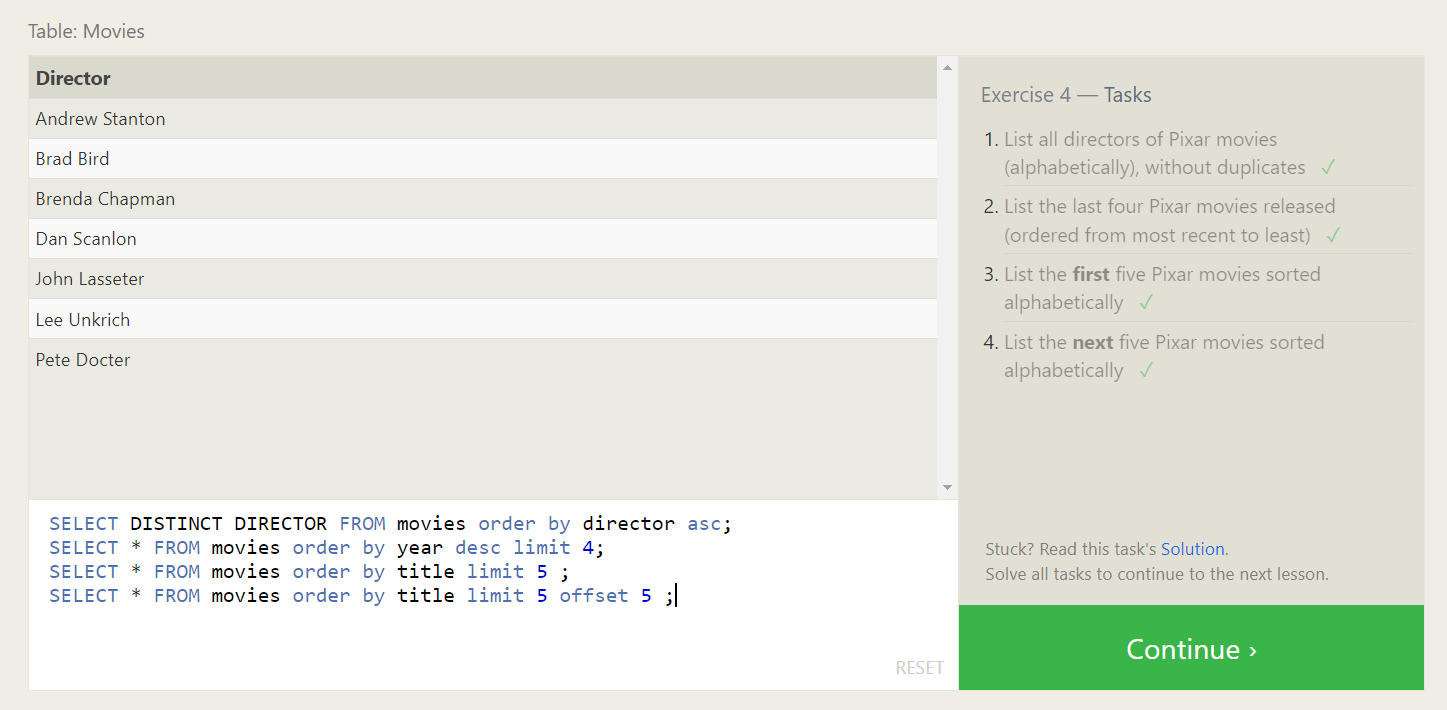 Table: Movies
Director
Andrew Stanton
Brad Bird
Brenda Chapman
Dan Scanlon
John Lasseter
Lee Unkrich
Pete Docter
SELECT DISTINCT DIRECTOR FROM movies order by director asc;
SELECT * FROM movies order by year desc limit 4;
SELECT * FROM movies order by title limit 5 ;
SELECT * FROM movies order by title limit 5 offset 5 ;
RESET
Exercise 4 — Tasks
1. List all directors of Pixar movies
(alphabetically), without duplicates ✓
2. List the last four Pixar movies released
(ordered from most recent to least) ✓
3. List the first five Pixar movies sorted
alphabetically ✓
4. List the next five Pixar movies sorted
alphabetically ✓
Stuck? Read this task's Solution.
Solve all tasks to continue to the next lesson.
Continue ›